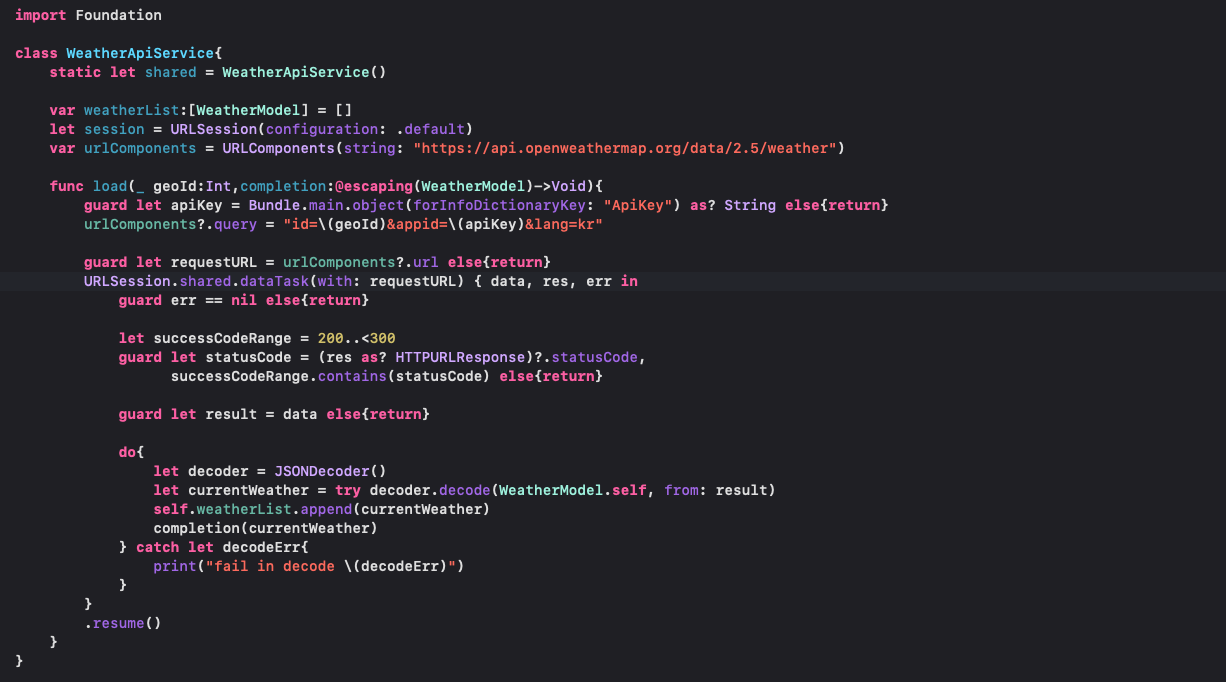 import Foundation

class WeatherApiService{
    static let shared = WeatherApiService()

    var weatherList:[WeatherModel] = []
    let session = URLSession(configuration: .default)
    var urlComponents = URLComponents(string: "https://api.openweathermap.org/data/2.5/weather")

    func load(_ geoId:Int,completion:@escaping(WeatherModel)->Void){
        guard let apiKey = Bundle.main.object(forInfoDictionaryKey: "ApiKey") as? String else{return}
        urlComponents?.query = "id=\(geoId)&appid=\(apiKey)&lang=kr"

        guard let requestURL = urlComponents?.url else{return}
        URLSession.shared.dataTask(with: requestURL) { data, res, err in
            guard err == nil else{return}

            let successCodeRange = 200..<300
            guard let statusCode = (res as? HTTPURLResponse)?.statusCode,
                  successCodeRange.contains(statusCode) else{return}

            guard let result = data else{return}

            do{
                let decoder = JSONDecoder()
                let currentWeather = try decoder.decode(WeatherModel.self, from: result)
                self.weatherList.append(currentWeather)
                completion(currentWeather)
            } catch let decodeErr{
                print("fail in decode \(decodeErr)")
            }
        }
        .resume()
    }
}